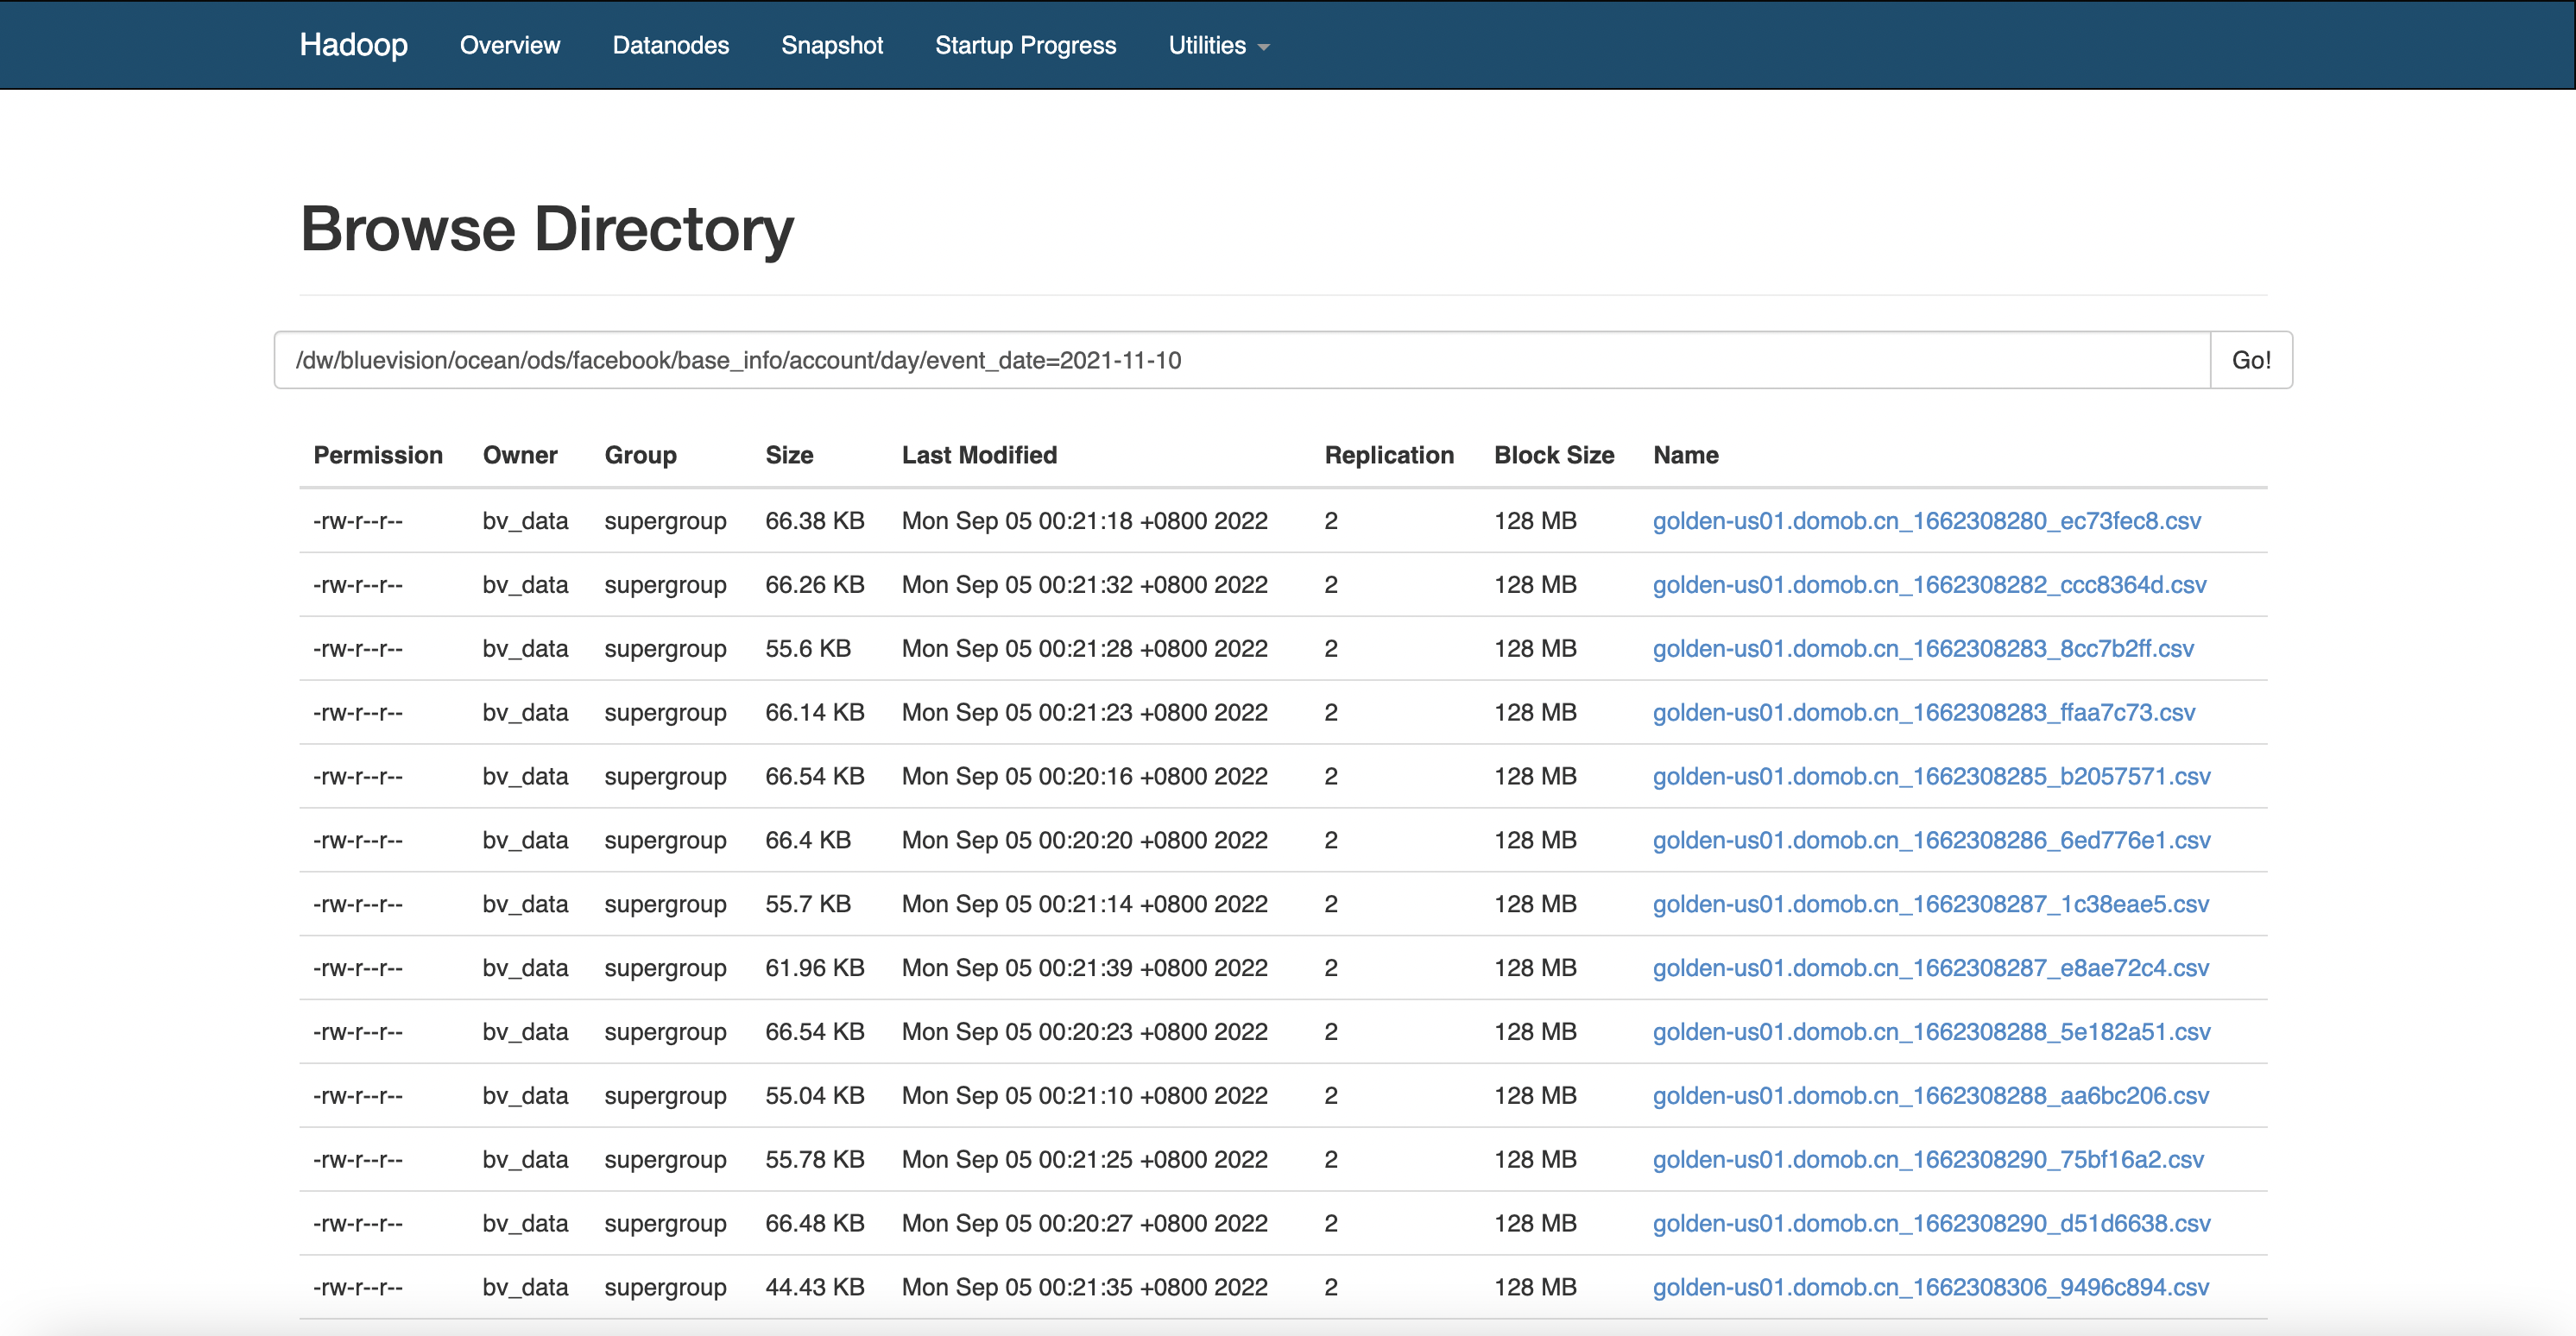 Hadoop Overview Datanodes Snapshot Startup Progress Utilities
Browse Directory
/dw/bluevision/ocean/ods/facebook/base_info/account/day/event_date=2021-11-10 Go!
Permission Owner Group Size Last Modified Replication Block Size Name
-rw-r--r-- bv_data supergroup 66.38 KB Mon Sep 05 00:21:18 +0800 2022 2 128 MB golden-us01.domob.cn_1662308280_ec73fec8.csv
-rw-r--r-- bv_data supergroup 66.26 KB Mon Sep 05 00:21:32 +0800 2022 2 128 MB golden-us01.domob.cn_1662308282_ccc8364d.csv
-rw-r--r-- bv_data supergroup 55.6 KB Mon Sep 05 00:21:28 +0800 2022 2 128 MB golden-us01.domob.cn_1662308283_8cc7b2ff.csv
-rw-r--r-- bv_data supergroup 66.14 KB Mon Sep 05 00:21:23 +0800 2022 2 128 MB golden-us01.domob.cn_1662308283_ffaa7c73.csv
-rw-r--r-- bv_data supergroup 66.54 KB Mon Sep 05 00:20:16 +0800 2022 2 128 MB golden-us01.domob.cn_1662308285_b2057571.csv
-rw-r--r-- bv_data supergroup 66.4 KB Mon Sep 05 00:20:20 +0800 2022 2 128 MB golden-us01.domob.cn_1662308286_6ed776e1.csv
-rw-r--r-- bv_data supergroup 55.7 KB Mon Sep 05 00:21:14 +0800 2022 2 128 MB golden-us01.domob.cn_1662308287_1c38eae5.csv
-rw-r--r-- bv_data supergroup 61.96 KB Mon Sep 05 00:21:39 +0800 2022 2 128 MB golden-us01.domob.cn_1662308287_e8ae72c4.csv
-rw-r--r-- bv_data supergroup 66.54 KB Mon Sep 05 00:20:23 +0800 2022 2 128 MB golden-us01.domob.cn_1662308288_5e182a51.csv
-rw-r--r-- bv_data supergroup 55.04 KB Mon Sep 05 00:21:10 +0800 2022 2 128 MB golden-us01.domob.cn_1662308288_aa6bc206.csv
-rw-r--r-- bv_data supergroup 55.78 KB Mon Sep 05 00:21:25 +0800 2022 2 128 MB golden-us01.domob.cn_1662308290_75bf16a2.csv
-rw-r--r-- bv_data supergroup 66.48 KB Mon Sep 05 00:20:27 +0800 2022 2 128 MB golden-us01.domob.cn_1662308290_d51d6638.csv
-rw-r--r-- bv_data supergroup 44.43 KB Mon Sep 05 00:21:35 +0800 2022 2 128 MB golden-us01.domob.cn_1662308306_9496c894.csv